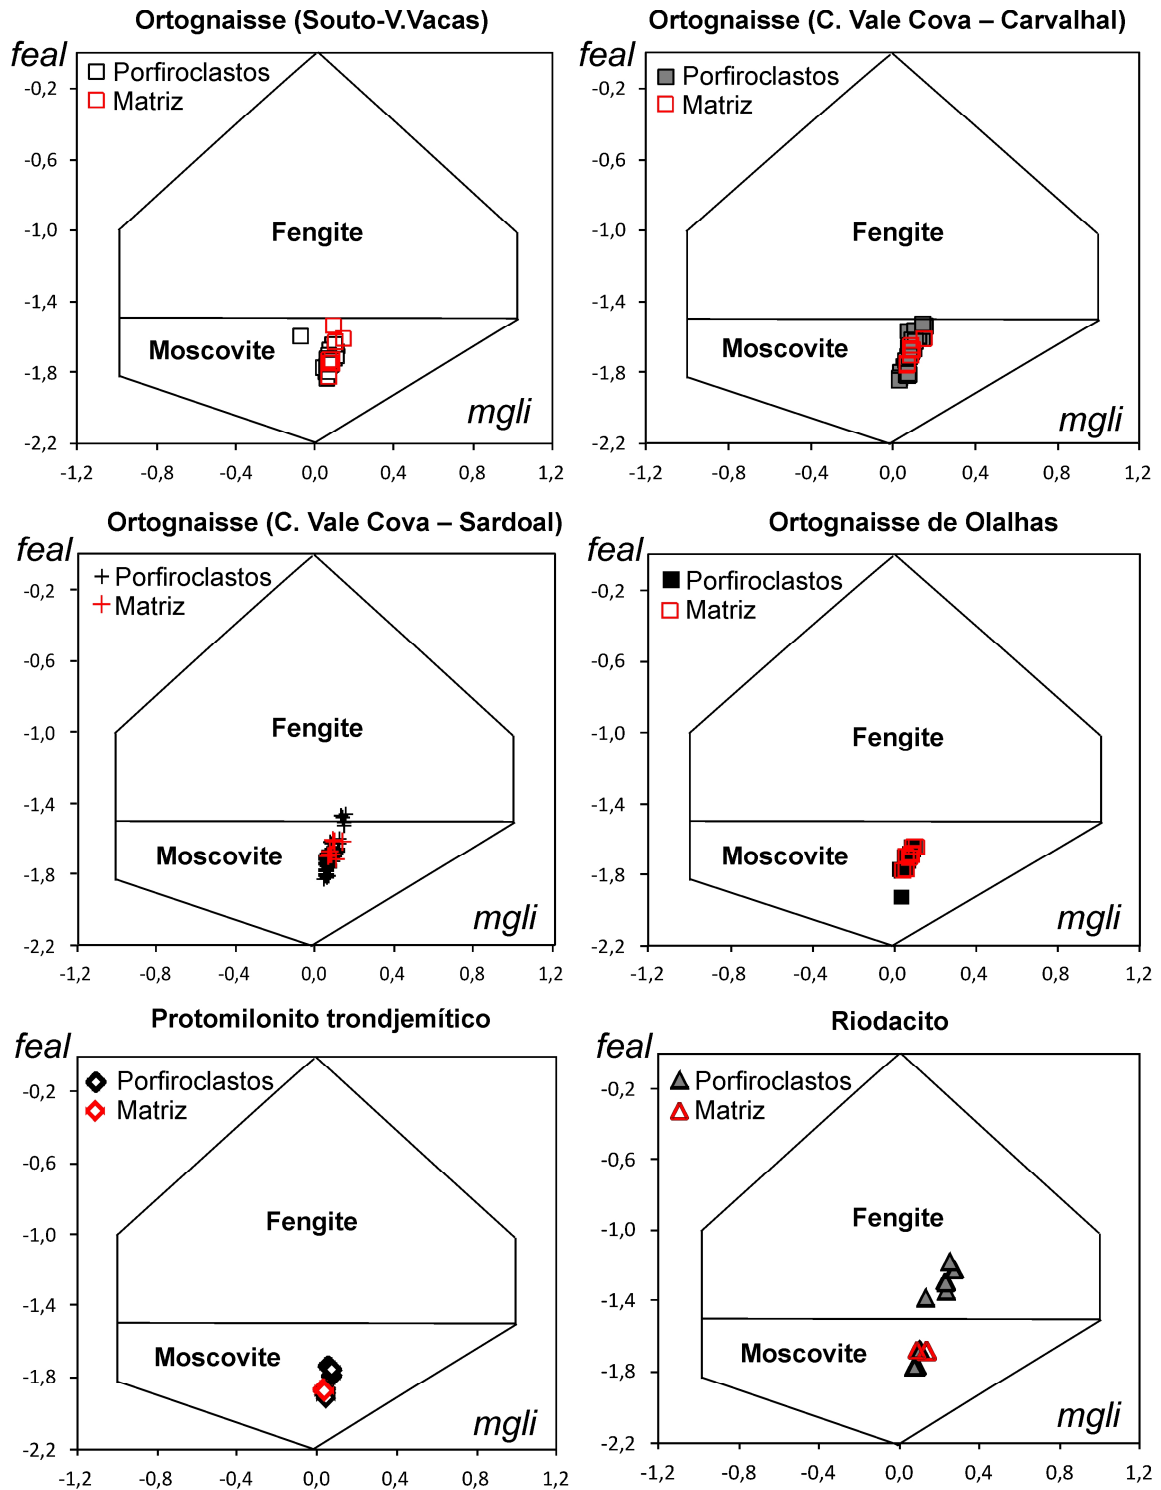 Ortognaisse (Souto-V.Vacas)
feal
Porfiroclastos
Matriz
-0,2
-0,6
-1,0
-1,4
-1,8
-2,2
Fengite
Moscovite
mgli
-1,2 -0,8 -0,4 0,0 0,4 0,8 1,2
Ortognaisse (C. Vale Cova – Carvalhal)
feal
Porfiroclastos
Matriz
-0,2
-0,6
-1,0
-1,4
-1,8
-2,2
Fengite
Moscovite
mgli
-1,2 -0,8 -0,4 0,0 0,4 0,8 1,2
Ortognaisse (C. Vale Cova – Sardoal)
feal
Porfiroclastos
Matriz
-0,2
-0,6
-1,0
-1,4
-1,8
-2,2
Fengite
Moscovite
mgli
-1,2 -0,8 -0,4 0,0 0,4 0,8 1,2
Ortognaisse de Olalhas
feal
Porfiroclastos
Matriz
-0,2
-0,6
-1,0
-1,4
-1,8
-2,2
Fengite
Moscovite
mgli
-1,2 -0,8 -0,4 0,0 0,4 0,8 1,2
Protomilonito trondjemítico
feal
Porfiroclastos
Matriz
-0,2
-0,6
-1,0
-1,4
-1,8
-2,2
Fengite
Moscovite
mgli
-1,2 -0,8 -0,4 0,0 0,4 0,8 1,2
Riodacito
feal
Porfiroclastos
Matriz
-0,2
-0,6
-1,0
-1,4
-1,8
-2,2
Fengite
Moscovite
mgli
-1,2 -0,8 -0,4 0,0 0,4 0,8 1,2